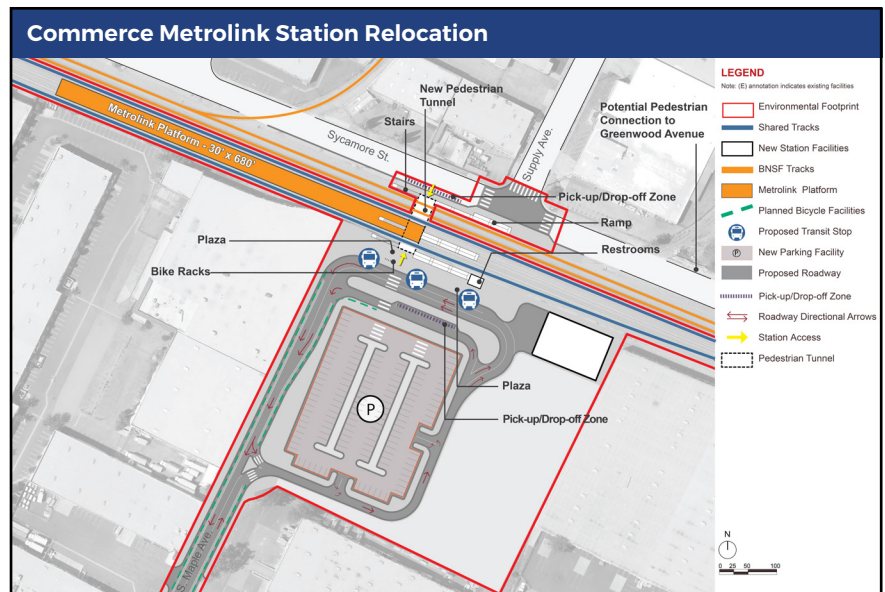 Commerce Metrolink Station Relocation
New Pedestrian
Tunnel
Stairs
Metrolink Platform - 30' x 680'
Sycamore St.
Supply Ave.
Potential Pedestrian
Connection to
Greenwood Avenue
Pick-up/Drop-off Zone
Ramp
Restrooms
Plaza
Bike Racks
Plaza
Pick-up/Drop-off Zone
P
S. Maple Ave.
LEGEND
Note: (E) annotation indicates existing facilities
Environmental Footprint
Shared Tracks
New Station Facilities
BNSF Tracks
Metrolink Platform
Planned Bicycle Facilities
Proposed Transit Stop
P New Parking Facility
Proposed Roadway
Pick-up/Drop-off Zone
Roadway Directional Arrows
Station Access
Pedestrian Tunnel
N
0 25 50 100